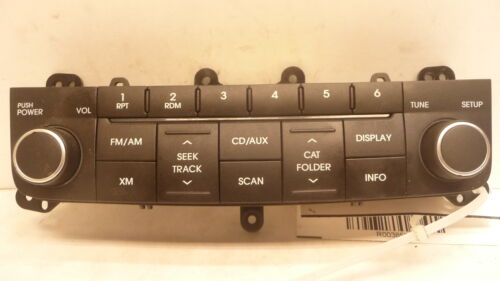 PUSH
POWER
VOL
1
RPT
2
RDM
3
4
5
6
TUNE
SETUP
FM/AM
SEEK
TRACK
CD/AUX
CAT
FOLDER
DISPLAY
XM
SCAN
INFO